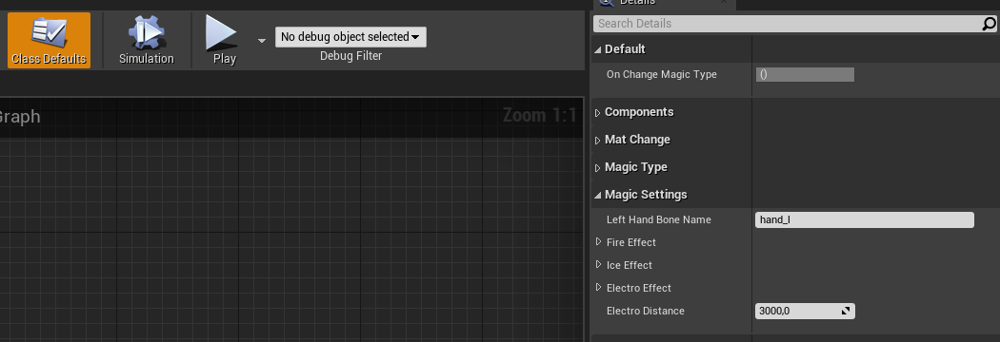 Details
Class Defaults
Simulation
Play
No debug object selected
Debug Filter
Search Details
Default
On Change Magic Type
()
Graph
Zoom 1:1
Components
Mat Change
Magic Type
Magic Settings
Left Hand Bone Name
hand_l
Fire Effect
Ice Effect
Electro Effect
Electro Distance
3000,0